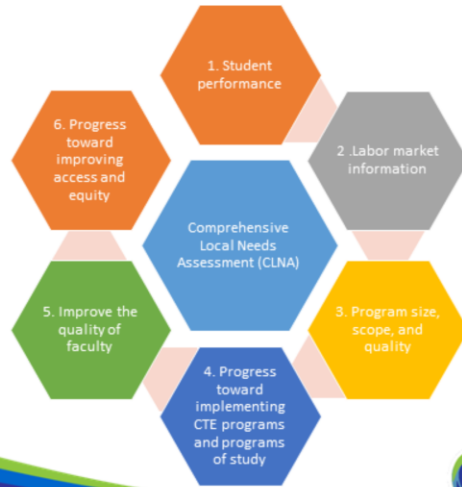 1. Student
performance
2 .Labor market
information
3. Program size,
scope, and
quality
4. Progress
toward
implementing
CTE programs
and programs
of study
5. Improve the
quality of
faculty
6. Progress
toward
improving
access and
equity
Comprehensive
Local Needs
Assessment (CLNA)